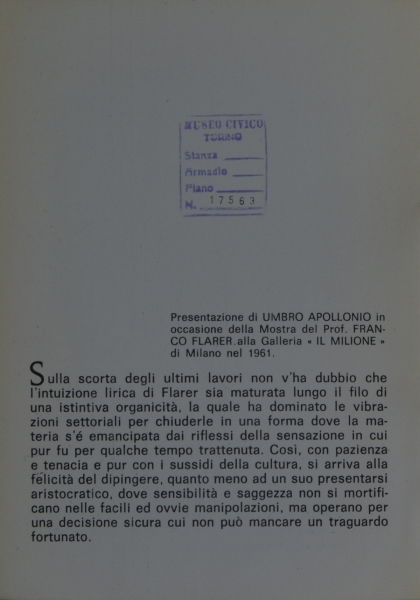 MUSEO CIVICO
TORINO
Stanza
Armadio
Piano
N. 17563
Presentazione di UMBRO APOLLONIO in
occasione della Mostra del Prof. FRAN-
CO FLARER.alla Galleria « IL MILIONE »
di Milano nel 1961.
Sulla scorta degli ultimi lavori non v'ha dubbio che
l'intuizione lirica di Flarer sia maturata lungo il filo di
una istintiva organicità, la quale ha dominato le vibra-
zioni settoriali per chiuderle in una forma dove la ma-
teria s'é emancipata dai riflessi della sensazione in cui
pur fu per qualche tempo trattenuta. Così, con pazienza
e tenacia e pur con i sussidi della cultura, si arriva alla
felicità del dipingere, quanto meno ad un suo presentarsi
aristocratico, dove sensibilità e saggezza non si mortifi-
cano nelle facili ed ovvie manipolazioni, ma operano per
una decisione sicura cui non può mancare un traguardo
fortunato.